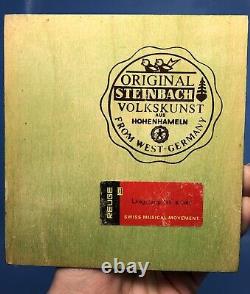 ORIGINAL
STEINBACH
VOLKSKUNST
AUS
HOHENHAMELN
FROM WEST-GERMANY
REUGE
SWISS MUSICAL MOVEMENT